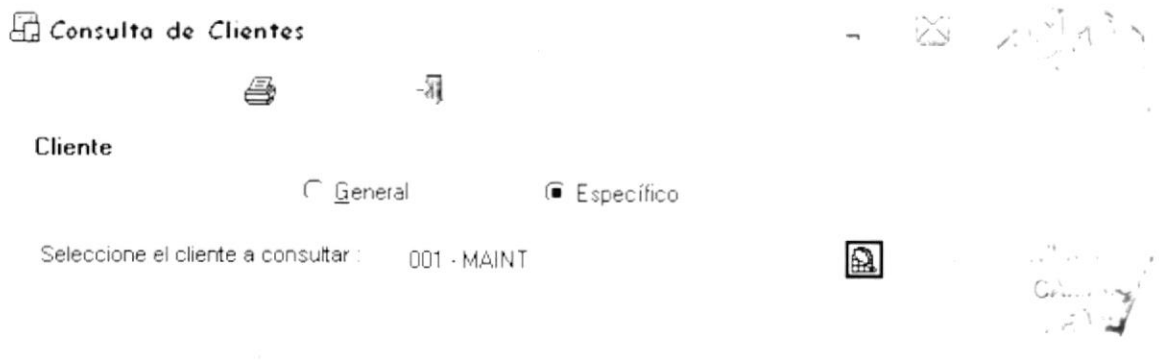 Consulta de Clientes
Cliente
General Específico
Seleccione el cliente a consultar : 001 - MAINT